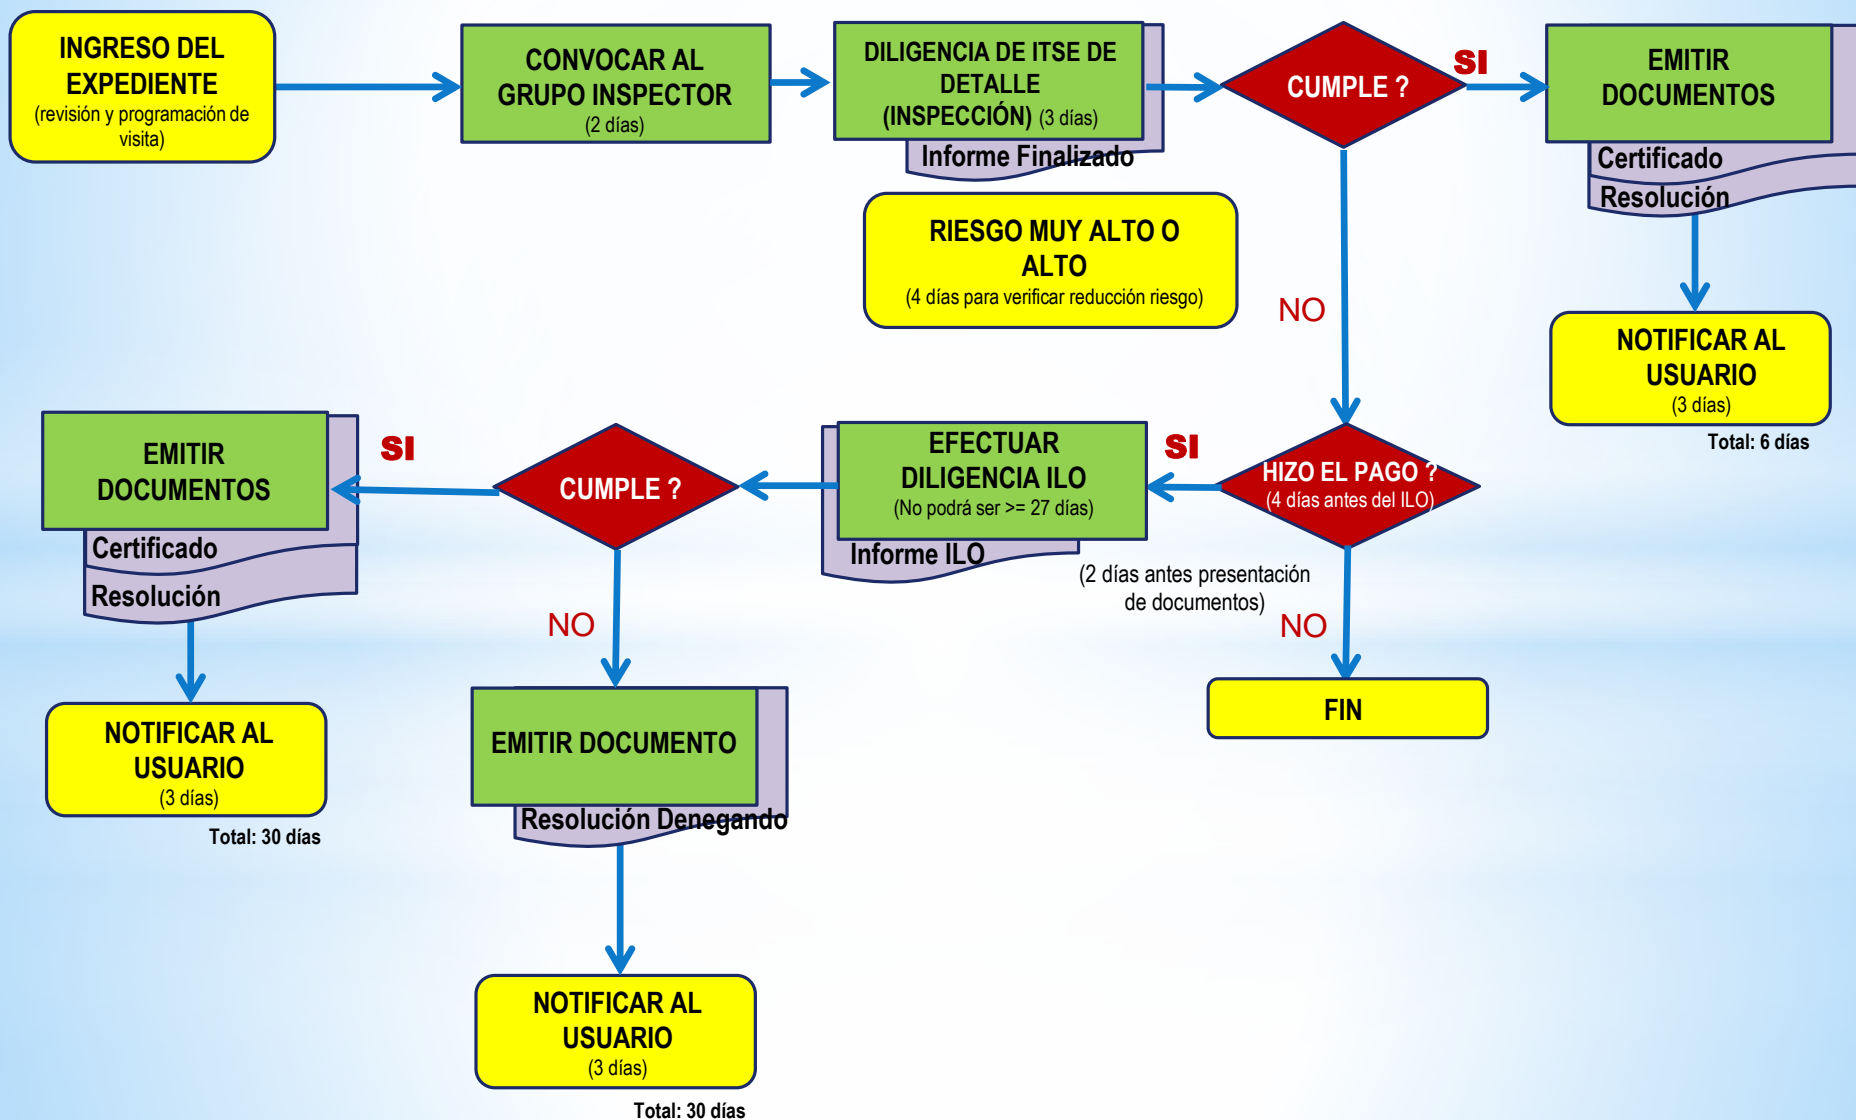 INGRESO DEL
EXPEDIENTE
(revisión y programación de
visita)
CONVOCAR AL
GRUPO INSPECTOR
(2 días)
DILIGENCIA DE ITSE DE
DETALLE
(INSPECCIÓN) (3 días)
Informe Finalizado
CUMPLE ?
SI
EMITIR
DOCUMENTOS
Certificado
Resolución
RIESGO MUY ALTO O
ALTO
(4 días para verificar reducción riesgo)
NO
NOTIFICAR AL
USUARIO
(3 días)
Total: 6 días
EMITIR
DOCUMENTOS
Certificado
Resolución
SI
CUMPLE ?
EFECTUAR
DILIGENCIA ILO
(No podrá ser >= 27 días)
Informe ILO
SI
HIZO EL PAGO ?
(4 días antes del ILO)
(2 días antes presentación
de documentos)
NO
NO
FIN
NOTIFICAR AL
USUARIO
(3 días)
Total: 30 días
EMITIR DOCUMENTO
Resolución Denegando
NOTIFICAR AL
USUARIO
(3 días)
Total: 30 días